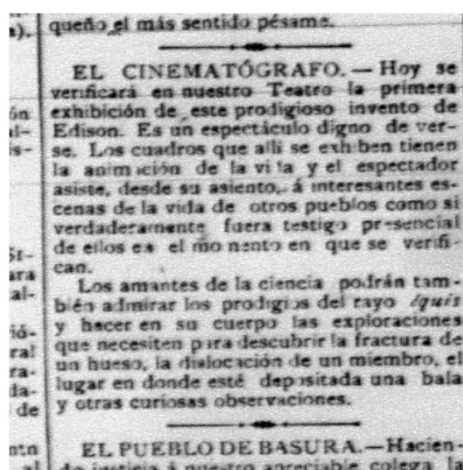 queño el más sentido pésame.
EL CINEMATÓGRAFO.—Hoy se
verificará en nuestro Teatro la primera
exhibición de este prodigioso invento de
Edison. Es un espectáculo digno de ver-
se. Los cuadros que allí se exhiben tienen
la animación de la vida y el espectador
asiste, desde su asiento, á interesantes es-
cenas de la vida de otros pueblos como si
verdaderamente fuera testigo presencial
de ellos en el momento en que se verifi-
can.
Los amantes de la ciencia podrán tam-
bién admirar los prodigios del rayo équis
y hacer en su cuerpo las exploraciones
que necesiten para descubrir la fractura de
un hueso, la dislocación de un miembro, el
lugar en donde esté depositada una bala
y otras curiosas observaciones.
EL PUEBLO DE BASURA.—Hacien-
do justicia á nuestro apreciable colega la